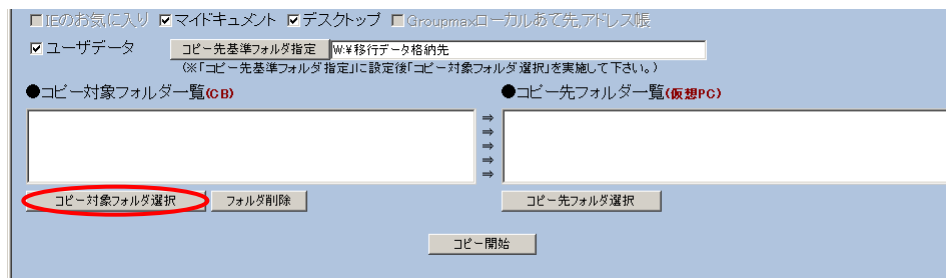 IEのお気に入り マイドキュメント デスクトップ Groupmaxローカルあて先,アドレス帳
ユーザデータ コピー先基準フォルダ指定 W:¥移行データ格納先
(※「コピー先基準フォルダ指定」に設定後「コピー対象フォルダ選択」を実施して下さい。)
●コピー対象フォルダ一覧(CB) ●コピー先フォルダ一覧(仮想PC)
⇒
⇒
⇒
⇒
⇒
コピー対象フォルダ選択 フォルダ削除 コピー先フォルダ選択
コピー開始